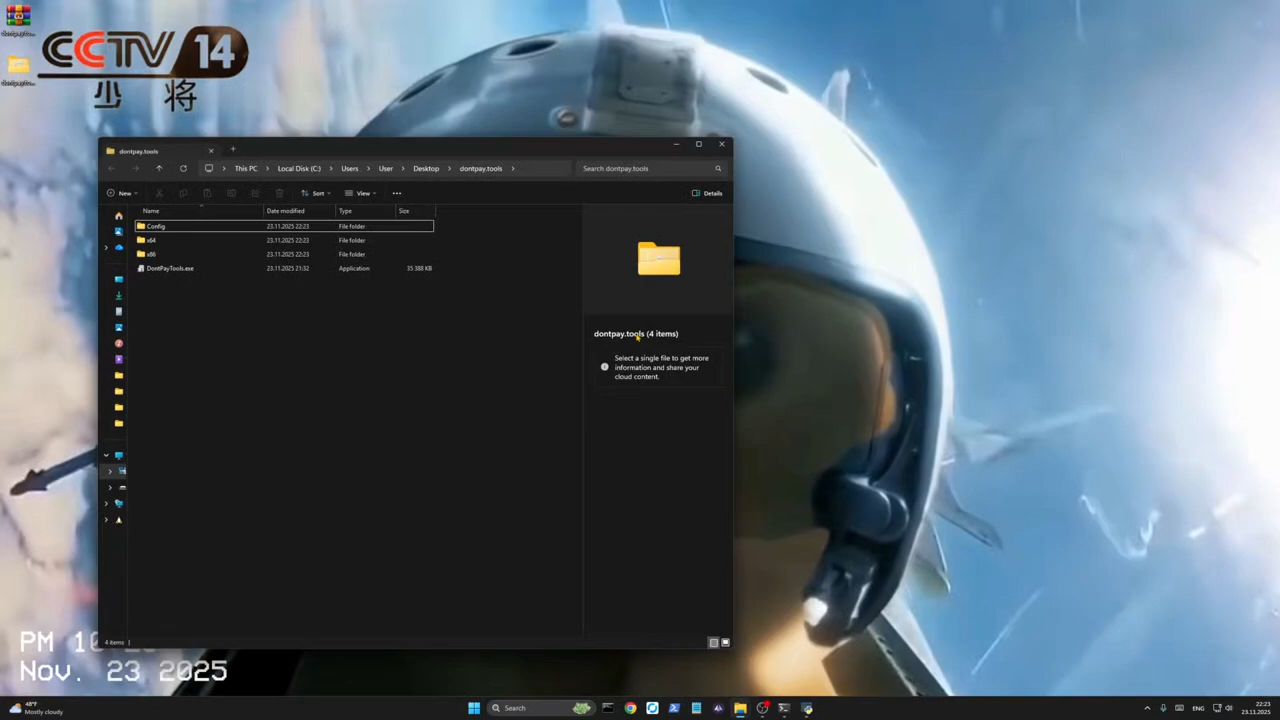 CCTV 14
少将
dontpay.tools
This PC > Local Disk (C:) > Users > User > Desktop > dontpay.tools >
Search dontpay.tools
New
Sort
View
Details
Name Date modified Type Size
Config 23.11.2025 22:23 File folder
x64 23.11.2025 22:23 File folder
x86 23.11.2025 22:23 File folder
DontPayTools.exe 23.11.2025 21:32 Application 35 388 KB
dontpay.tools (4 items)
Select a single file to get more
information and share your
cloud content.
4 items
PM 10:
Nov. 23 2025
48°F
Mostly cloudy
Search
ENG
22:23
23.11.2025